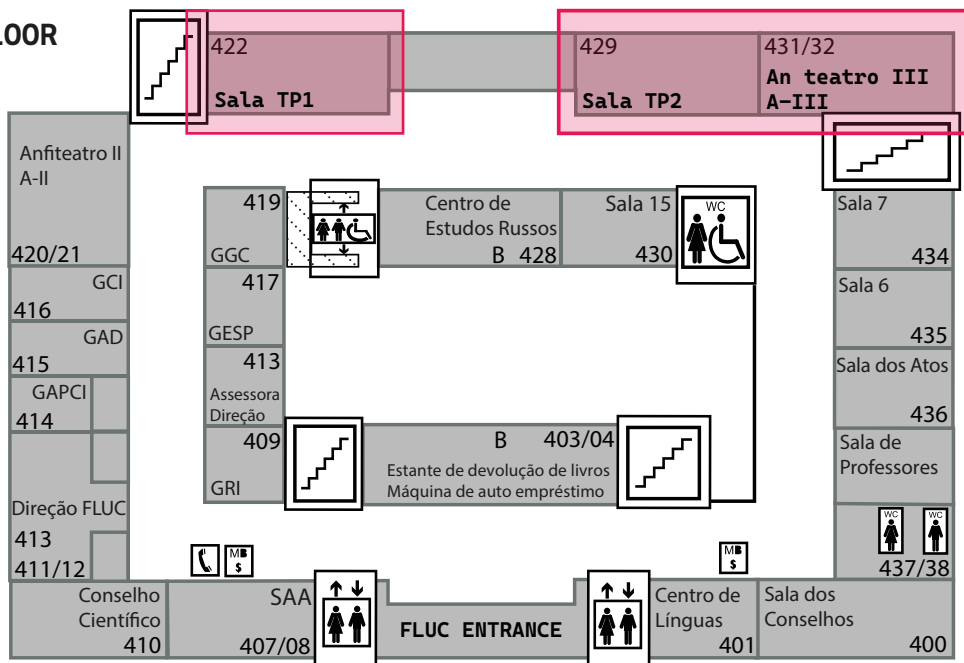 LOOR
422
Sala TP1
429
Sala TP2
431/32
An teatro III
A-III
Anfiteatro II
A-II
420/21
419
GGC
Centro de
Estudos Russos
B 428
Sala 15
430
WC
Sala 7
434
GCI
416
417
GESP
Sala 6
435
GAD
415
413
Assessora
Direção
Sala dos Atos
436
GAPCI
414
409
GRI
B 403/04
Estante de devolução de livros
Máquina de auto empréstimo
Sala de
Professores
Direção FLUC
413
411/12
MB
$
MB
$
WC
WC
437/38
Conselho
Científico
410
SAA
407/08
FLUC ENTRANCE
Centro de
Línguas
401
Sala dos
Conselhos
400